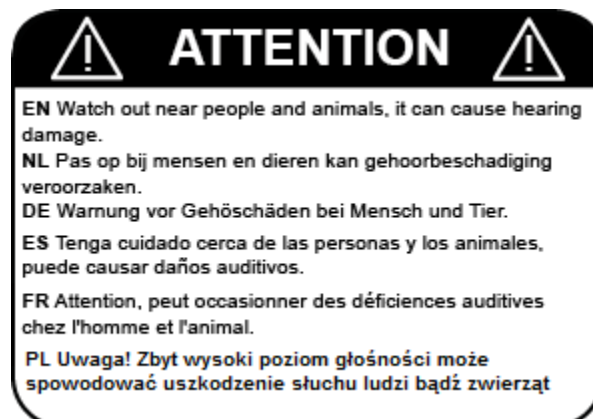 ATTENTION
EN Watch out near people and animals, it can cause hearing
damage.
NL Pas op bij mensen en dieren kan gehoorbeschadiging
veroorzaken.
DE Warnung vor Gehöschäden bei Mensch und Tier.
ES Tenga cuidado cerca de las personas y los animales,
puede causar daños auditivos.
FR Attention, peut occasionner des déficiences auditives
chez l'homme et l'animal.
PL Uwaga! Zbyt wysoki poziom głośności może
spowodować uszkodzenie słuchu ludzi bądź zwierząt